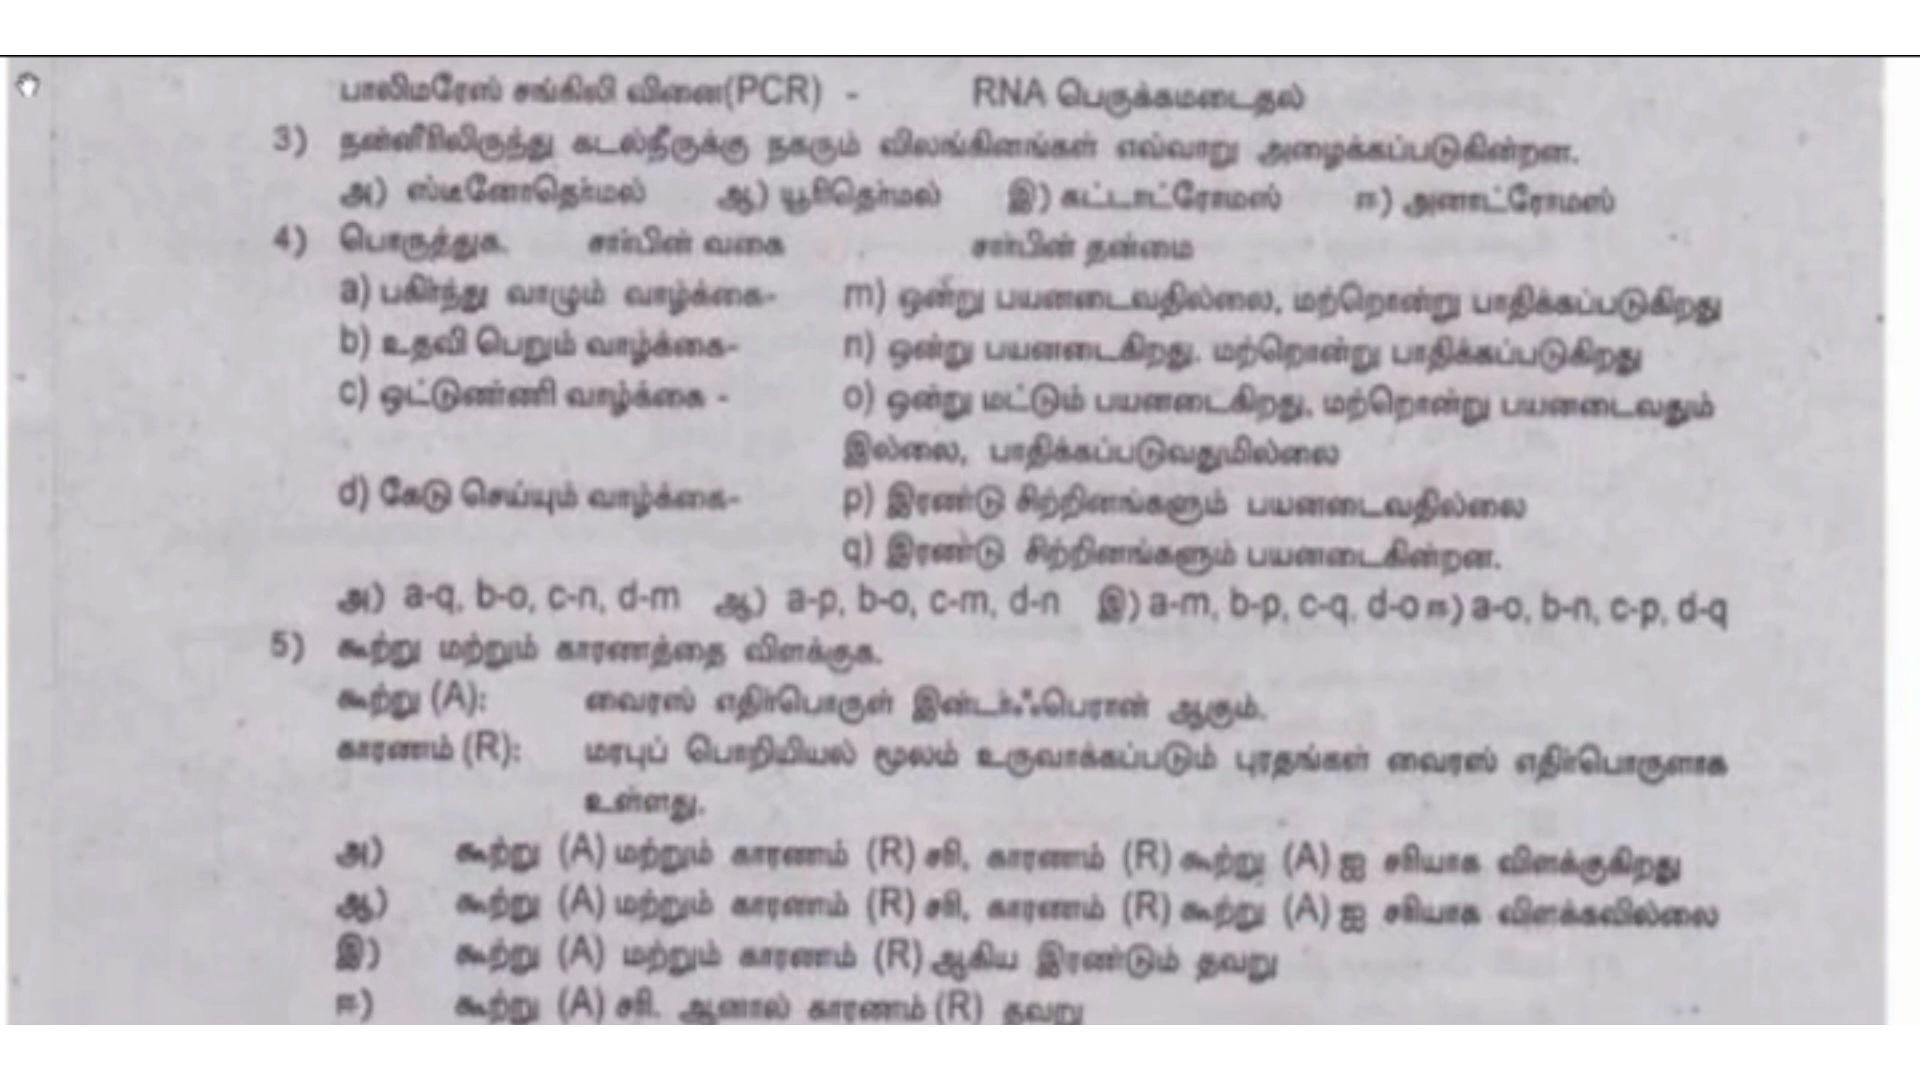 பாலிமரேஸ் சங்கிலி வினை(PCR) - RNA பெருக்கமடைதல்
3) நன்னீரிலிருந்து கடல்நீருக்கு நகரும் விலங்கினங்கள் எவ்வாறு அழைக்கப்படுகின்றன.
அ) ஸ்டீனோதெர்மல் ஆ) யூரிதெர்மல் இ) கட்டாட்ரோமஸ் ஈ) அனாட்ரோமஸ்
4) பொருத்துக. சார்பின் வகை சார்பின் தன்மை
a) பகிர்ந்து வாழும் வாழ்க்கை- m) ஒன்று பயனடைவதில்லை, மற்றொன்று பாதிக்கப்படுகிறது
b) உதவி பெறும் வாழ்க்கை- n) ஒன்று பயனடைகிறது. மற்றொன்று பாதிக்கப்படுகிறது
c) ஒட்டுண்ணி வாழ்க்கை - o) ஒன்று மட்டும் பயனடைகிறது, மற்றொன்று பயனடைவதும்
இல்லை, பாதிக்கப்படுவதுமில்லை
d) கேடு செய்யும் வாழ்க்கை- p) இரண்டு சிற்றினங்களும் பயனடைவதில்லை
q) இரண்டு சிற்றினங்களும் பயனடைகின்றன.
அ) a-q, b-o, c-n, d-m ஆ) a-p, b-o, c-m, d-n இ) a-m, b-p, c-q, d-o ஈ) a-o, b-n, c-p, d-q
5) கூற்று மற்றும் காரணத்தை விளக்குக.
கூற்று (A): வைரஸ் எதிர்பொருள் இன்டர்ஃபெரான் ஆகும்.
காரணம் (R): மரபுப் பொறியியல் மூலம் உருவாக்கப்படும் புரதங்கள் வைரஸ் எதிர்பொருளாக
உள்ளது.
அ) கூற்று (A) மற்றும் காரணம் (R) சரி, காரணம் (R) கூற்று (A) ஐ சரியாக விளக்குகிறது
ஆ) கூற்று (A) மற்றும் காரணம் (R) சரி, காரணம் (R) கூற்று (A) ஐ சரியாக விளக்கவில்லை
இ) கூற்று (A) மற்றும் காரணம் (R) ஆகிய இரண்டும் தவறு
ஈ) கூற்று (A) சரி. ஆனால் காரணம் (R) தவறு